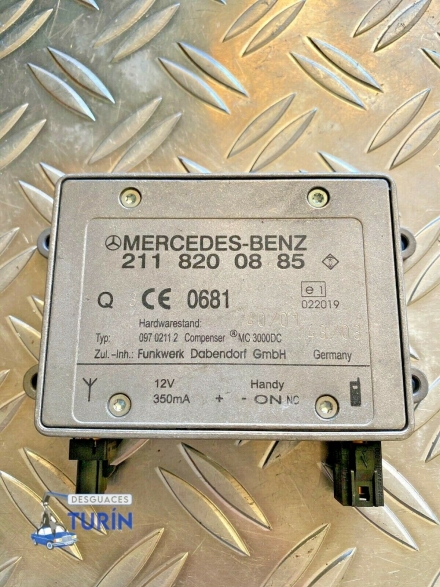 MERCEDES-BENZ
211 820 08 85
Q CE 0681 e1
022019
Hardwarestand:
Typ: 097 0211 2 Compenser ® MC 3000DC
Zul.-Inh.: Funkwerk Dabendorf GmbH Germany
12V Handy
350mA + - ON NC
DESGUACES
TURÍN